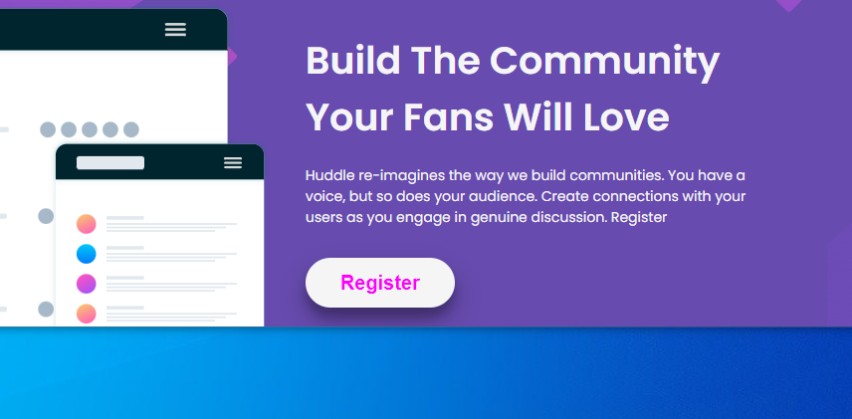 Build The Community
Your Fans Will Love
Huddle re-imagines the way we build communities. You have a
voice, but so does your audience. Create connections with your
users as you engage in genuine discussion. Register
Register